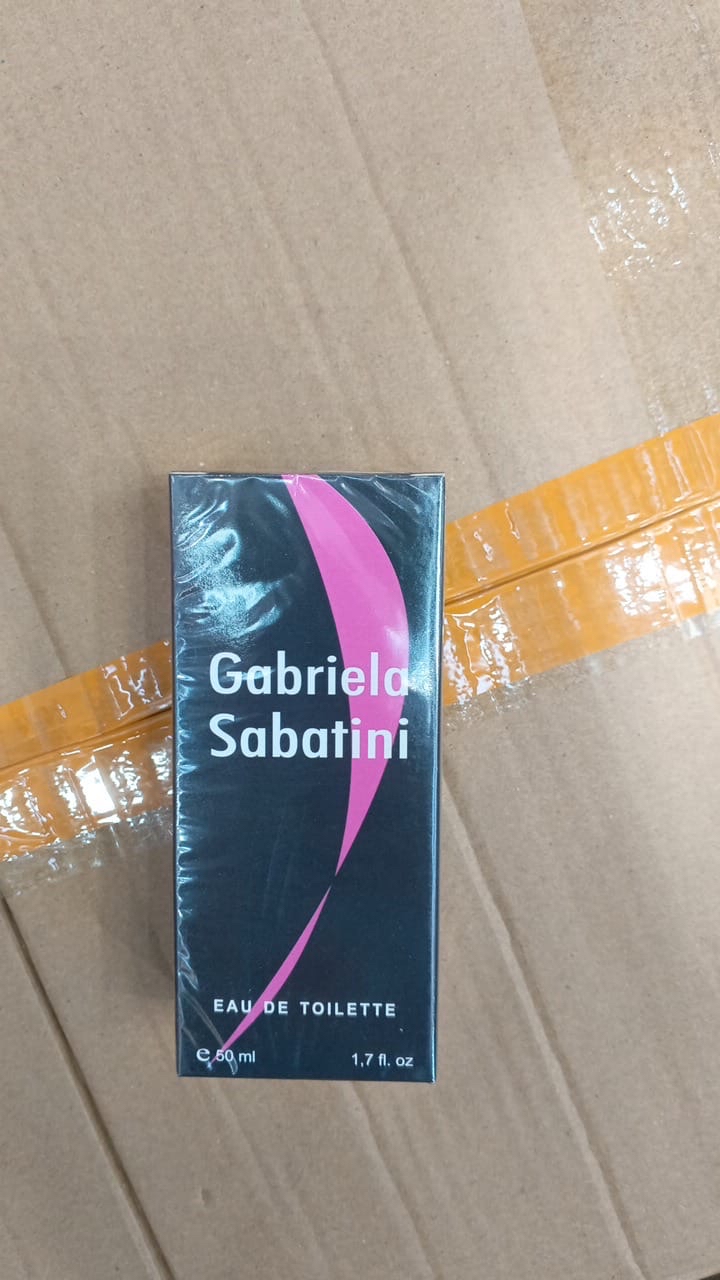 Gabriela
Sabatini
EAU DE TOILETTE
℮ 50 ml 1,7 fl. oz